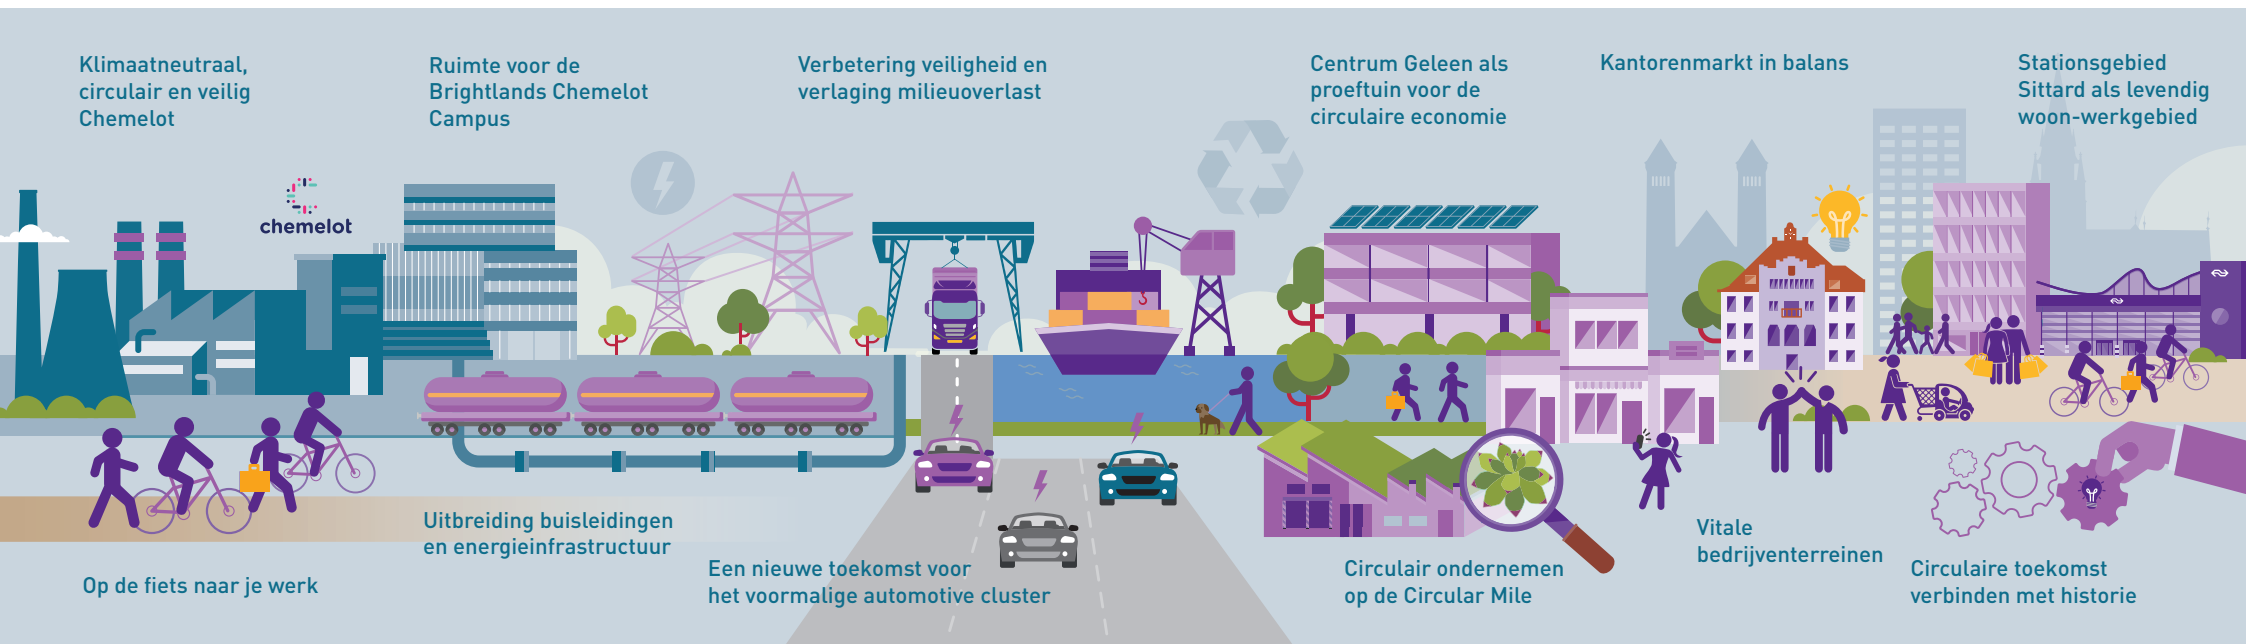 Klimaatneutraal,
circulair en veilig
Chemelot
Ruimte voor de
Brightlands Chemelot
Campus
Verbetering veiligheid en
verlaging milieuoverlast
Centrum Geleen als
proeftuin voor de
circulaire economie
Kantorenmarkt in balans
Stationsgebied
Sittard als levendig
woon-werkgebied
chemelot
Uitbreiding buisleidingen
en energieinfrastructuur
Op de fiets naar je werk
Een nieuwe toekomst voor
het voormalige automotive cluster
Circulair ondernemen
op de Circular Mile
Vitale
bedrijventerreinen
Circulaire toekomst
verbinden met historie